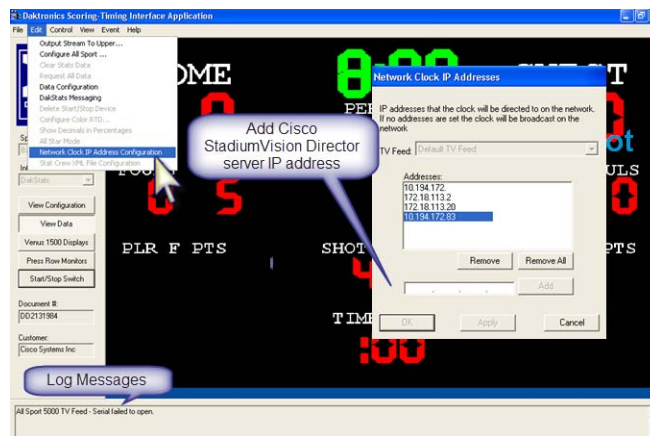 Daktronics Scoring-Timing Interface Application
File Edit Control View Event Help
Output Stream To Upper...
Configure All Sport ...
Clear Stats Data
Request All Data
Data Configuration
DakStats Messaging
Delete Start/Stop Device
Configure Color RTD...
Show Decimals in Percentages
All Star Mode
Network Clock IP Address Configuration
Stat Crew XML File Configuration
DakStats
View Configuration
View Data
Venus 1500 Displays
Press Row Monitors
Start/Stop Switch
Document #:
DD2131984
Customer:
Cisco Systems Inc
OME
8:00
PER
PLR F PTS
5
SHOT
TIM
:00
ULS
0
PTS
Add Cisco
StadiumVision Director
server IP address
Network Clock IP Addresses
IP addresses that the clock will be directed to on the network.
If no addresses are set the clock will be broadcast on the
network
TV Feed: Default TV Feed
Addresses:
10.194.172.
172.18.113.2
172.18.113.20
10.194.172.83
Remove Remove All
. . . Add
OK Apply Cancel
Log Messages
All Sport 5000 TV Feed - Serial failed to open.